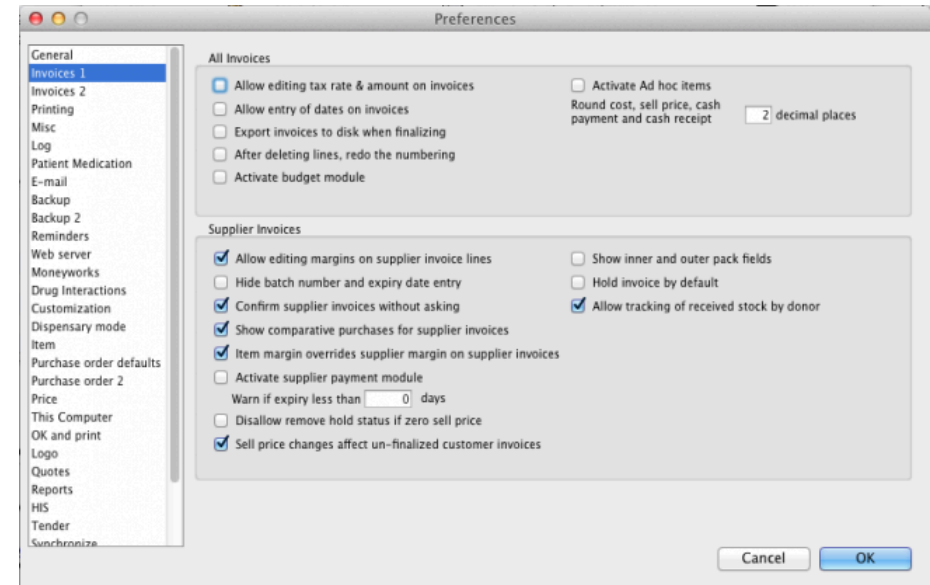 Preferences
General
Invoices 1
Invoices 2
Printing
Misc
Log
Patient Medication
E-mail
Backup
Backup 2
Reminders
Web server
Moneyworks
Drug Interactions
Customization
Dispensary mode
Item
Purchase order defaults
Purchase order 2
Price
This Computer
OK and print
Logo
Quotes
Reports
HIS
Tender
Synchronize
All Invoices
Allow editing tax rate & amount on invoices
Allow entry of dates on invoices
Export invoices to disk when finalizing
After deleting lines, redo the numbering
Activate budget module
Activate Ad hoc items
Round cost, sell price, cash
payment and cash receipt 2 decimal places
Supplier Invoices
Allow editing margins on supplier invoice lines
Hide batch number and expiry date entry
Confirm supplier invoices without asking
Show comparative purchases for supplier invoices
Item margin overrides supplier margin on supplier invoices
Activate supplier payment module
Warn if expiry less than 0 days
Disallow remove hold status if zero sell price
Sell price changes affect un-finalized customer invoices
Show inner and outer pack fields
Hold invoice by default
Allow tracking of received stock by donor
Cancel
OK